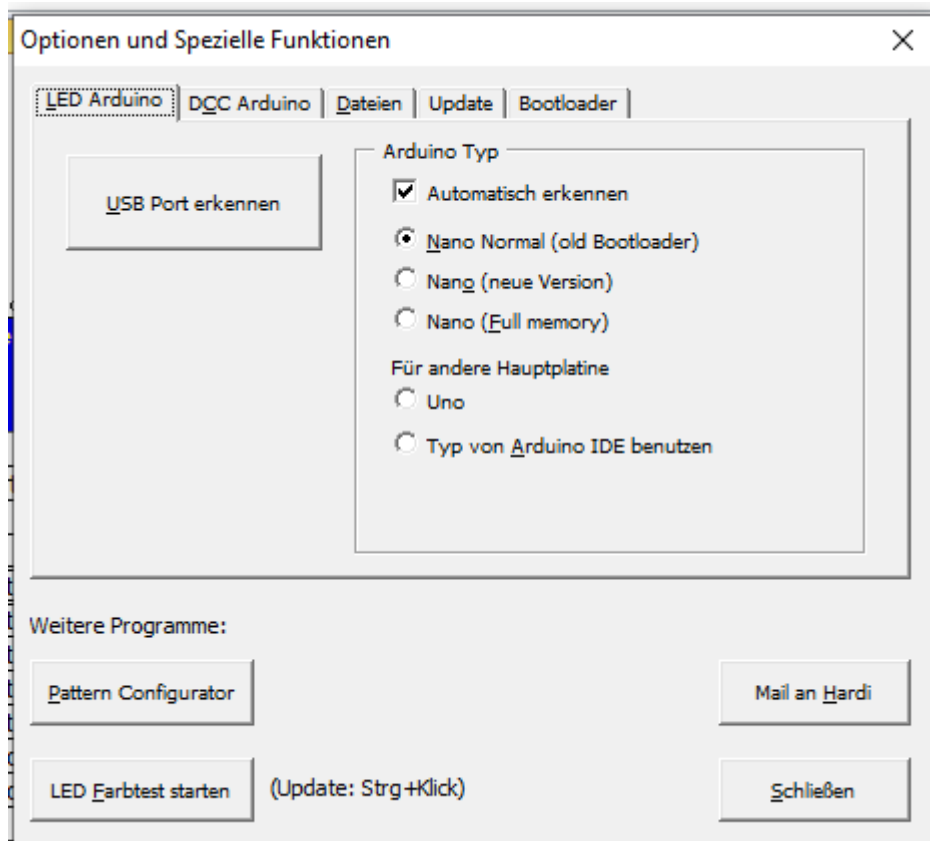 Optionen und Spezielle Funktionen
LED Arduino
DCC Arduino
Dateien
Update
Bootloader
USB Port erkennen
Arduino Typ
Automatisch erkennen
Nano Normal (old Bootloader)
Nano (neue Version)
Nano (Full memory)
Für andere Hauptplatine
Uno
Typ von Arduino IDE benutzen
Weitere Programme:
Pattern Configurator
Mail an Hardi
LED Farbtest starten
(Update: Strg+Klick)
Schließen